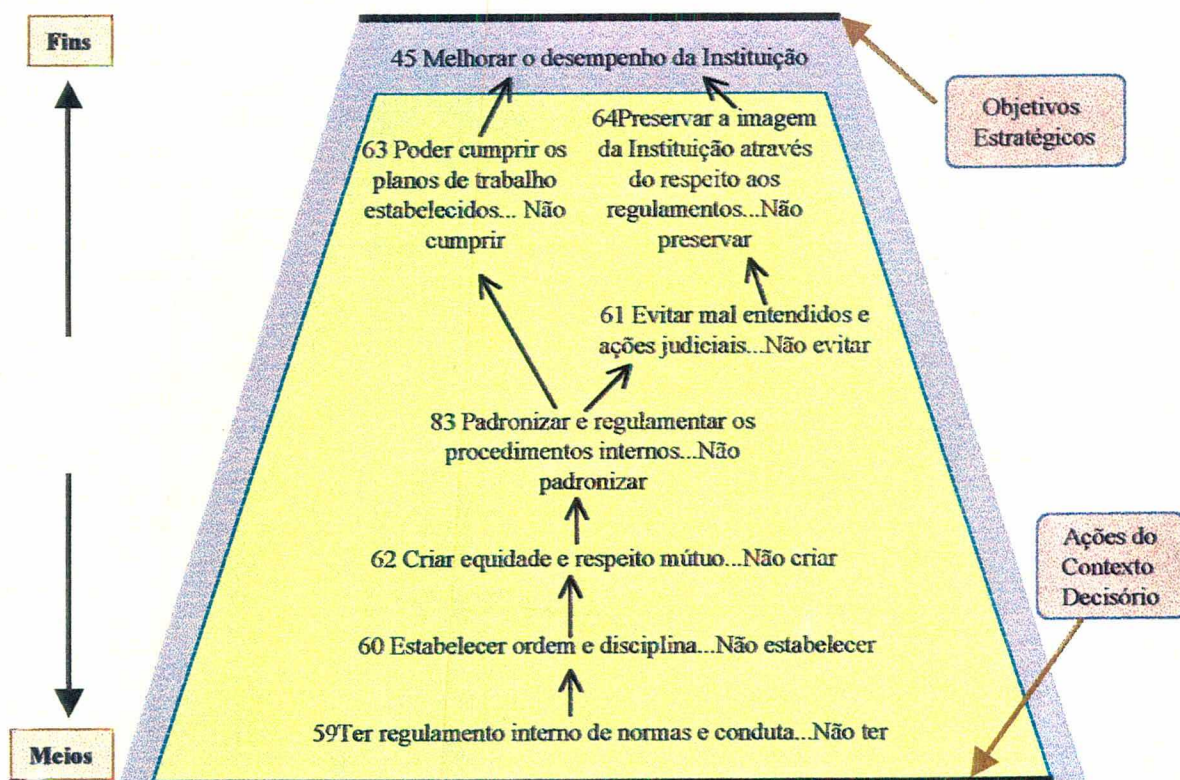 Fins
45 Melhorar o desempenho da Instituição
Objetivos
Estratégicos
63 Poder cumprir os
planos de trabalho
estabelecidos... Não
cumprir
64Preservar a imagem
da Instituição através
do respeito aos
regulamentos...Não
preservar
61 Evitar mal entendidos e
ações judiciais...Não evitar
83 Padronizar e regulamentar os
procedimentos internos...Não
padronizar
Ações do
Contexto
Decisório
62 Criar equidade e respeito mútuo...Não criar
60 Estabelecer ordem e disciplina...Não estabelecer
59Ter regulamento interno de normas e conduta...Não ter
Meios